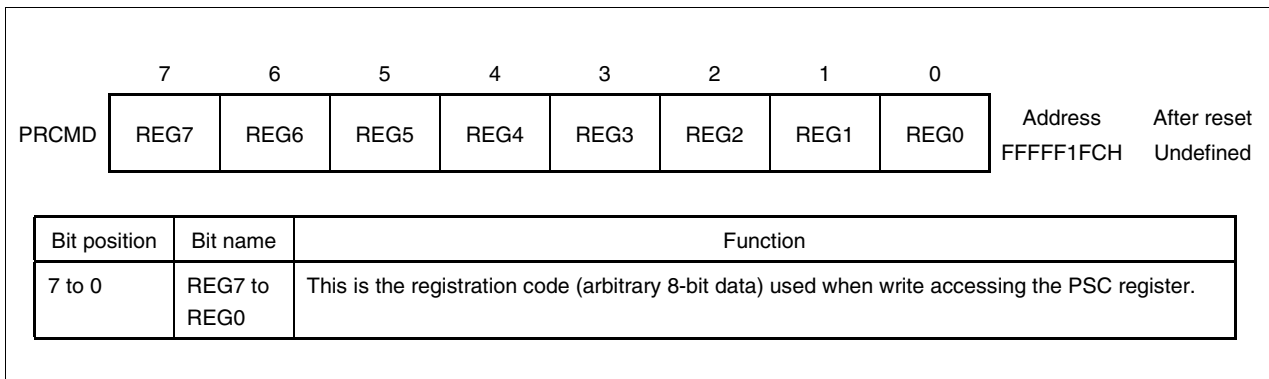 7 6 5 4 3 2 1 0
PRCMD REG7 REG6 REG5 REG4 REG3 REG2 REG1 REG0 Address After reset
FFFFF1FCH Undefined
Bit position Bit name Function
7 to 0 REG7 to This is the registration code (arbitrary 8-bit data) used when write accessing the PSC register.
REG0